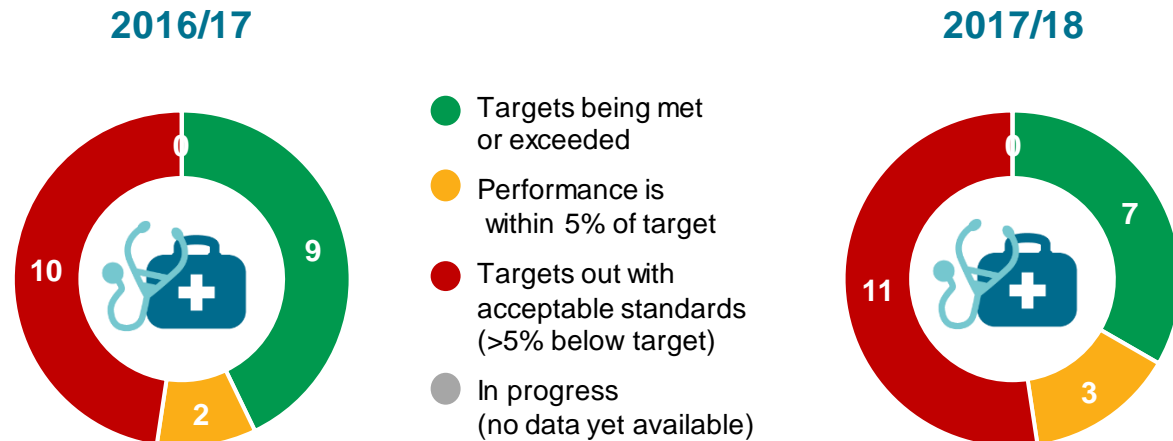 2016/17
0
9
2
10
Targets being met
or exceeded
Performance is
within 5% of target
Targets out with
acceptable standards
(>5% below target)
In progress
(no data yet available)
2017/18
0
7
3
11